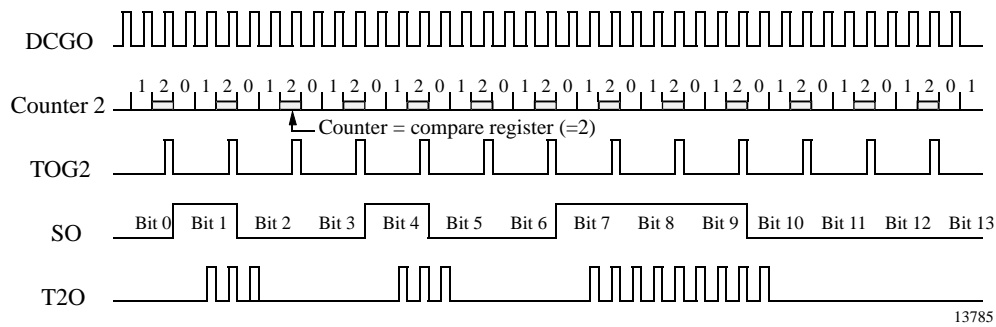 DCGO
1 2 0 1 2 0 1 2 0 1 2 0 1 2 0 1 2 0 1 2 0 1 2 0 1 2 0 1 2 0 1 2 0 1 2 0 1 2 0 1
Counter 2
Counter = compare register (=2)
TOG2
Bit 0 Bit 1 Bit 2 Bit 3 Bit 4 Bit 5 Bit 6 Bit 7 Bit 8 Bit 9 Bit 10 Bit 11 Bit 12 Bit 13
SO
T2O
13785